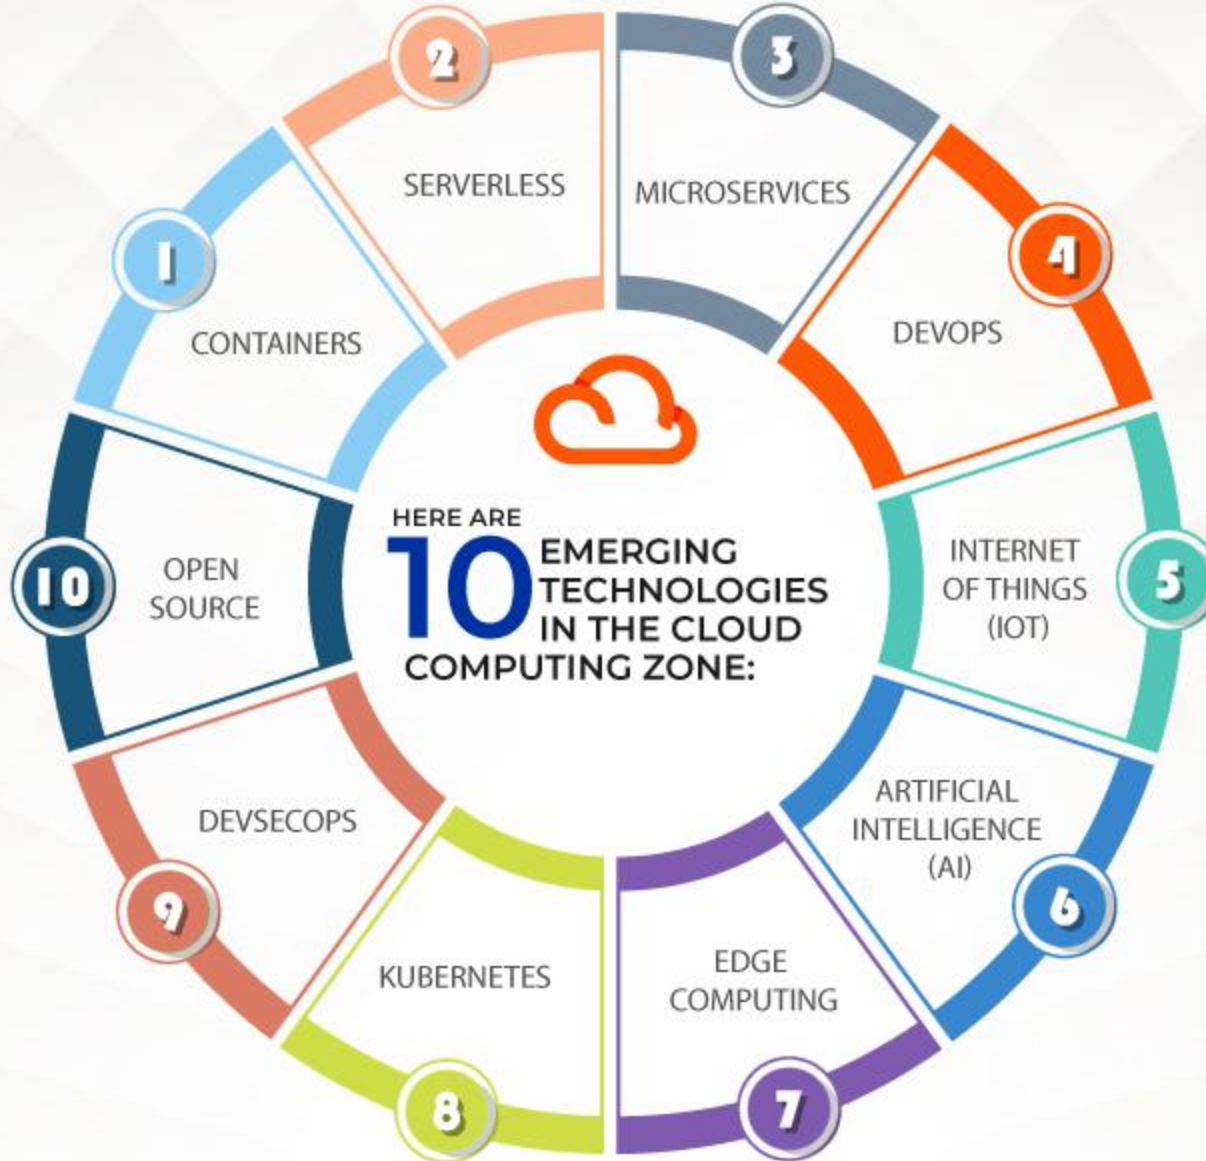 HERE ARE
10
EMERGING
TECHNOLOGIES
IN THE CLOUD
COMPUTING ZONE:
1
CONTAINERS
2
SERVERLESS
3
MICROSERVICES
4
DEVOPS
5
INTERNET
OF THINGS
(IOT)
6
ARTIFICIAL
INTELLIGENCE
(AI)
7
EDGE
COMPUTING
8
KUBERNETES
9
DEVSECOPS
10
OPEN
SOURCE